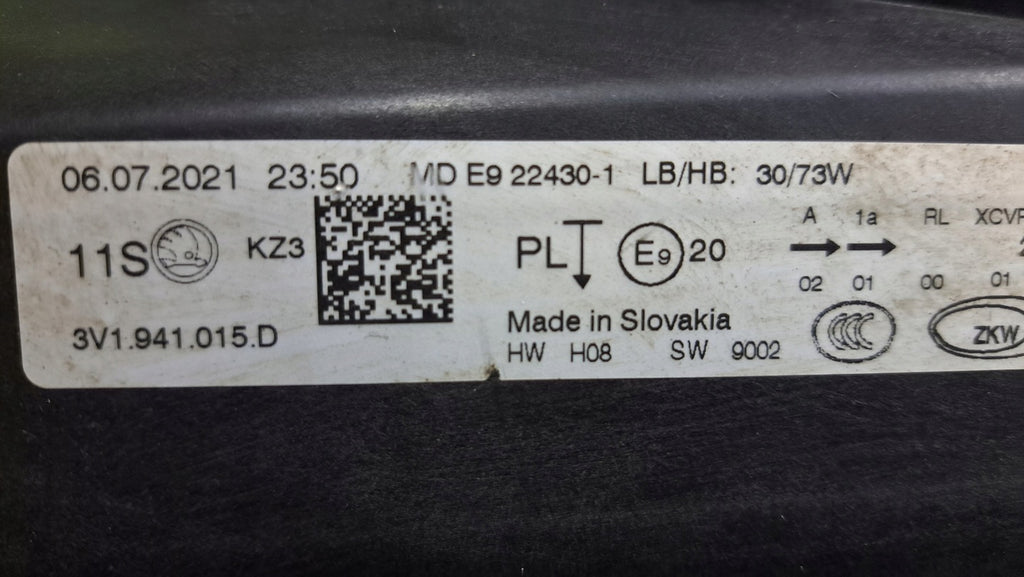 06.07.2021 23:50 MD E9 22430-1 LB/HB: 30/73W
A 1a RL
11S KZ3 PL E9 20
02 01 00 01
3V1.941.015.D
Made in Slovakia
HW H08 SW 9002
CCC ZKW